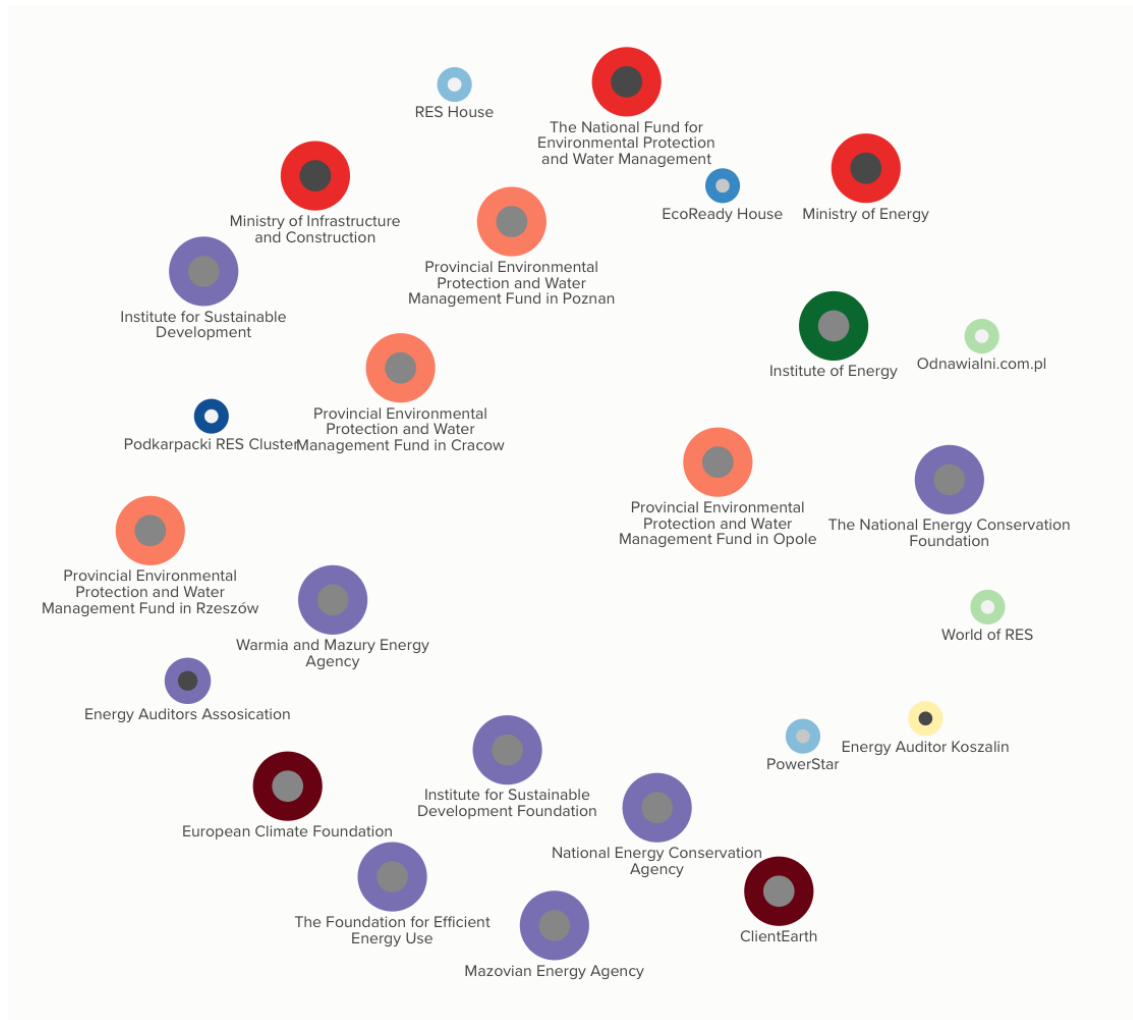 RES House
The National Fund for
Environmental Protection
and Water Management
EcoReady House
Ministry of Energy
Ministry of Infrastructure
and Construction
Provincial Environmental
Protection and Water
Management Fund in Poznan
Institute for Sustainable
Development
Institute of Energy
Odnawialni.com.pl
Provincial Environmental
Protection and Water
Management Fund in Cracow
Podkarpacki RES Cluster
Provincial Environmental
Protection and Water
Management Fund in Opole
The National Energy Conservation
Foundation
Provincial Environmental
Protection and Water
Management Fund in Rzeszów
Warmia and Mazury Energy
Agency
World of RES
Energy Auditors Assosication
Energy Auditor Koszalin
PowerStar
Institute for Sustainable
Development Foundation
European Climate Foundation
National Energy Conservation
Agency
The Foundation for Efficient
Energy Use
ClientEarth
Mazovian Energy Agency